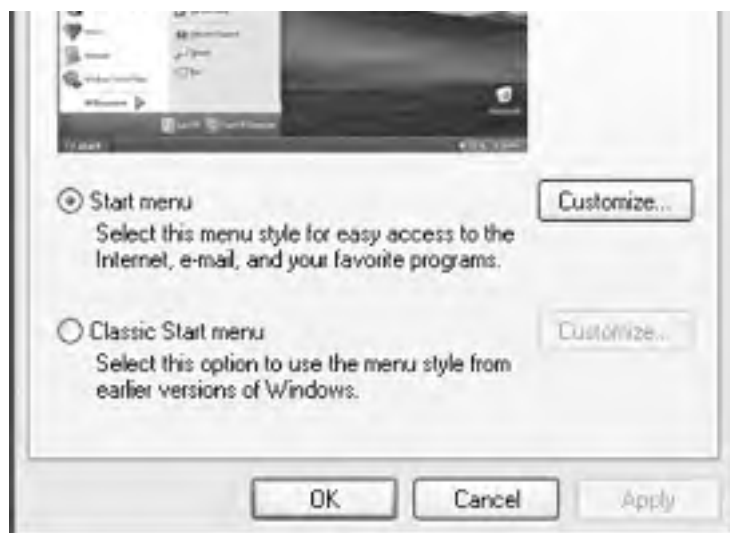 Start menu
Customize...
Select this menu style for easy access to the
Internet, e-mail, and your favorite programs.
Classic Start menu
Customize...
Select this option to use the menu style from
earlier versions of Windows.
OK
Cancel
Apply